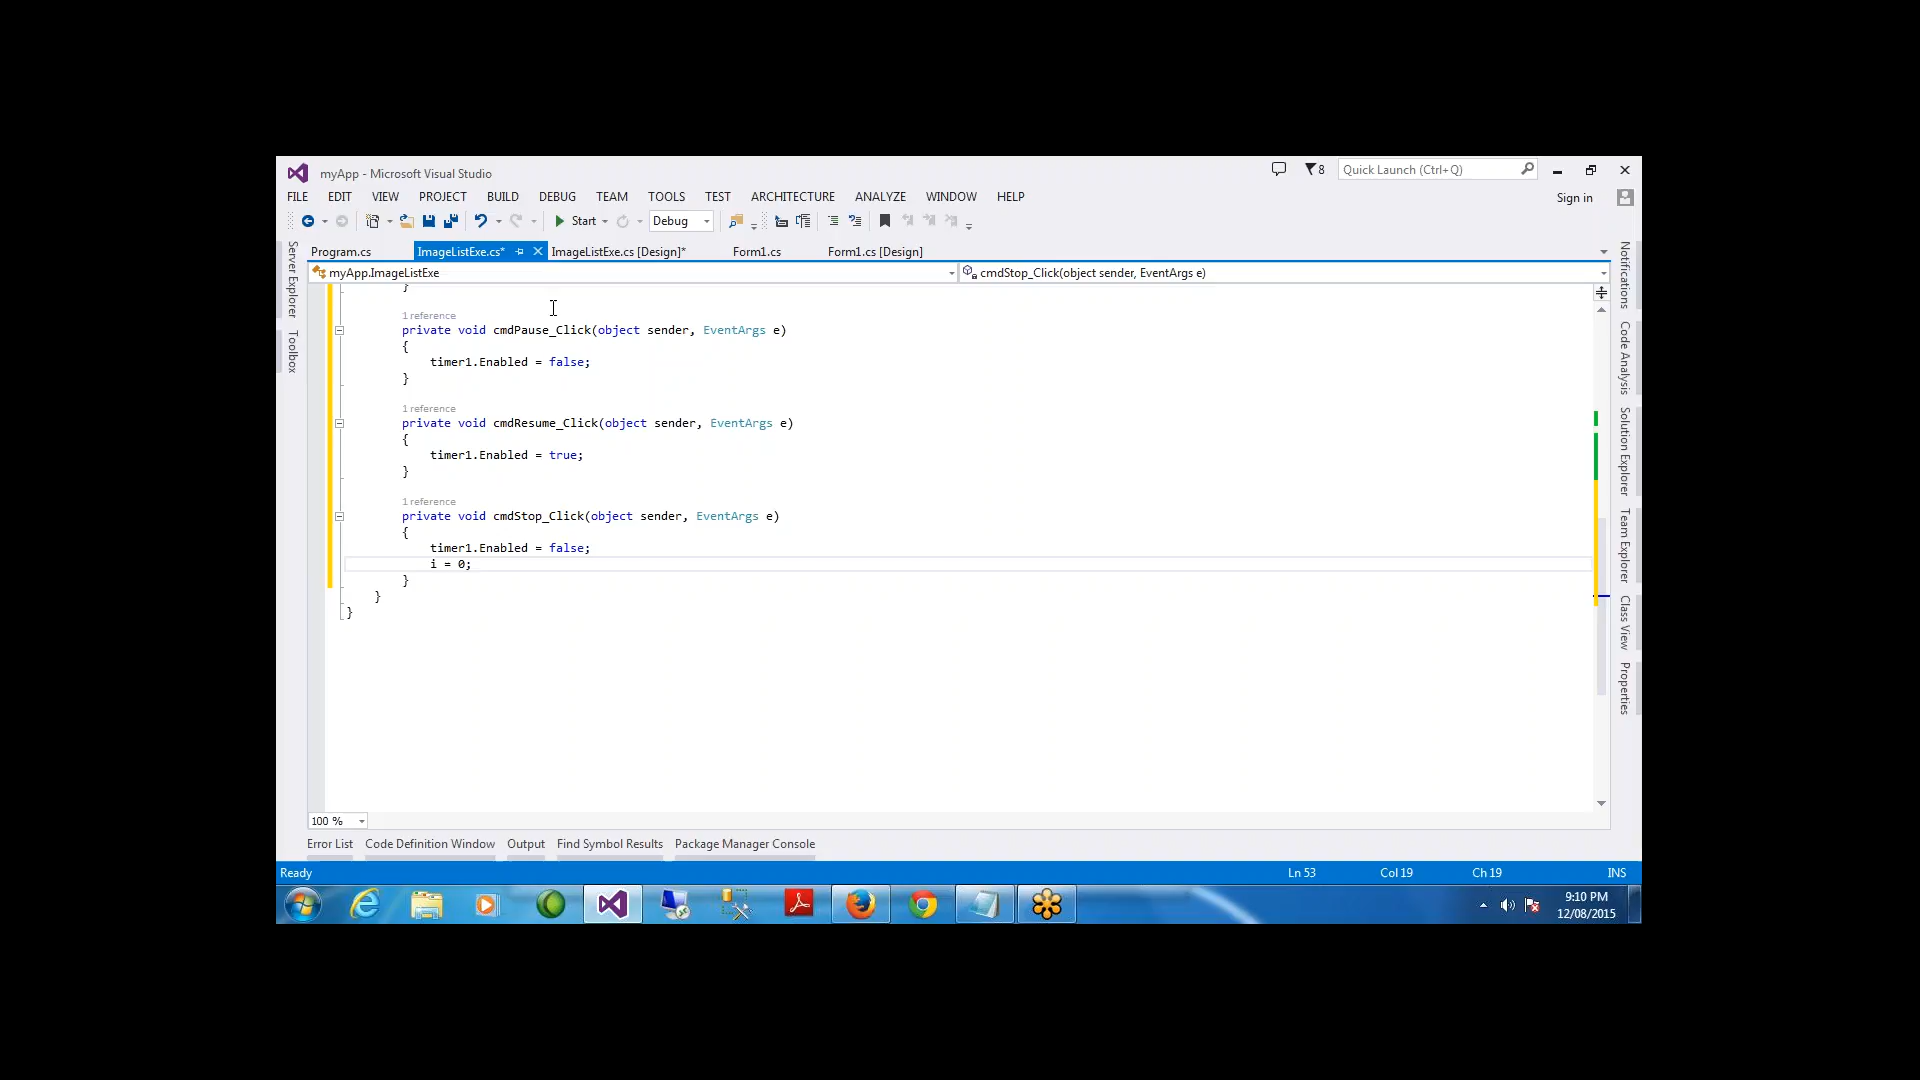 myApp - Microsoft Visual Studio
8
Quick Launch (Ctrl+Q)
FILE EDIT VIEW PROJECT BUILD DEBUG TEAM TOOLS TEST ARCHITECTURE ANALYZE WINDOW HELP
Sign in
Start
Debug
Server Explorer
Toolbox
Program.cs
ImageListExe.cs*
ImageListExe.cs [Design]*
Form1.cs
Form1.cs [Design]
myApp.ImageListExe
cmdStop_Click(object sender, EventArgs e)
}
1 reference
private void cmdPause_Click(object sender, EventArgs e)
{
timer1.Enabled = false;
}
1 reference
private void cmdResume_Click(object sender, EventArgs e)
{
timer1.Enabled = true;
}
1 reference
private void cmdStop_Click(object sender, EventArgs e)
{
timer1.Enabled = false;
i = 0;
}
}
}
Notifications
Code Analysis
Solution Explorer
Team Explorer
Class View
Properties
100 %
Error List Code Definition Window Output Find Symbol Results Package Manager Console
Ready
Ln 53
Col 19
Ch 19
INS
9:10 PM
12/08/2015